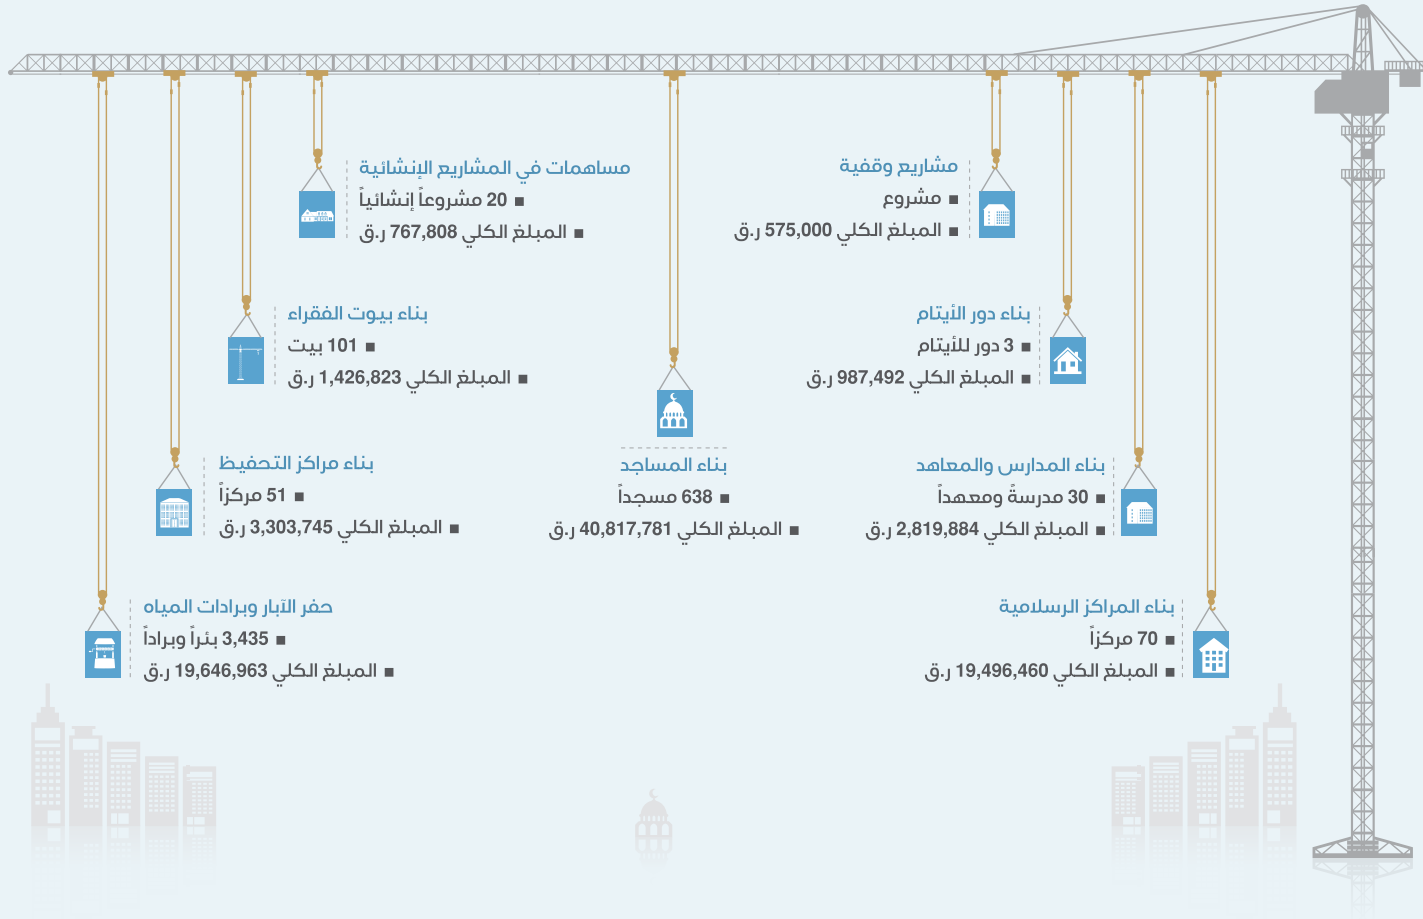 مشاريع وقفية
■ مشروع
■ المبلغ الكلي 575,000 ر.ق
مساهمات في المشاريع الإنشائية
■ 20 مشروعاً إنشائياً
■ المبلغ الكلي 767,808 ر.ق
بناء دور الأيتام
■ 3 دور للأيتام
■ المبلغ الكلي 987,492 ر.ق
بناء بيوت الفقراء
■ 101 بيت
■ المبلغ الكلي 1,426,823 ر.ق
بناء المدارس والمعاهد
■ 30 مدرسةً ومعهداً
■ المبلغ الكلي 2,819,884 ر.ق
بناء المساجد
■ 638 مسجداً
■ المبلغ الكلي 40,817,781 ر.ق
بناء مراكز التحفيظ
■ 51 مركزاً
■ المبلغ الكلي 3,303,745 ر.ق
بناء المراكز الرسلامية
■ 70 مركزاً
■ المبلغ الكلي 19,496,460 ر.ق
حفر الآبار وبرادات المياه
■ 3,435 بئراً وبراداً
■ المبلغ الكلي 19,646,963 ر.ق